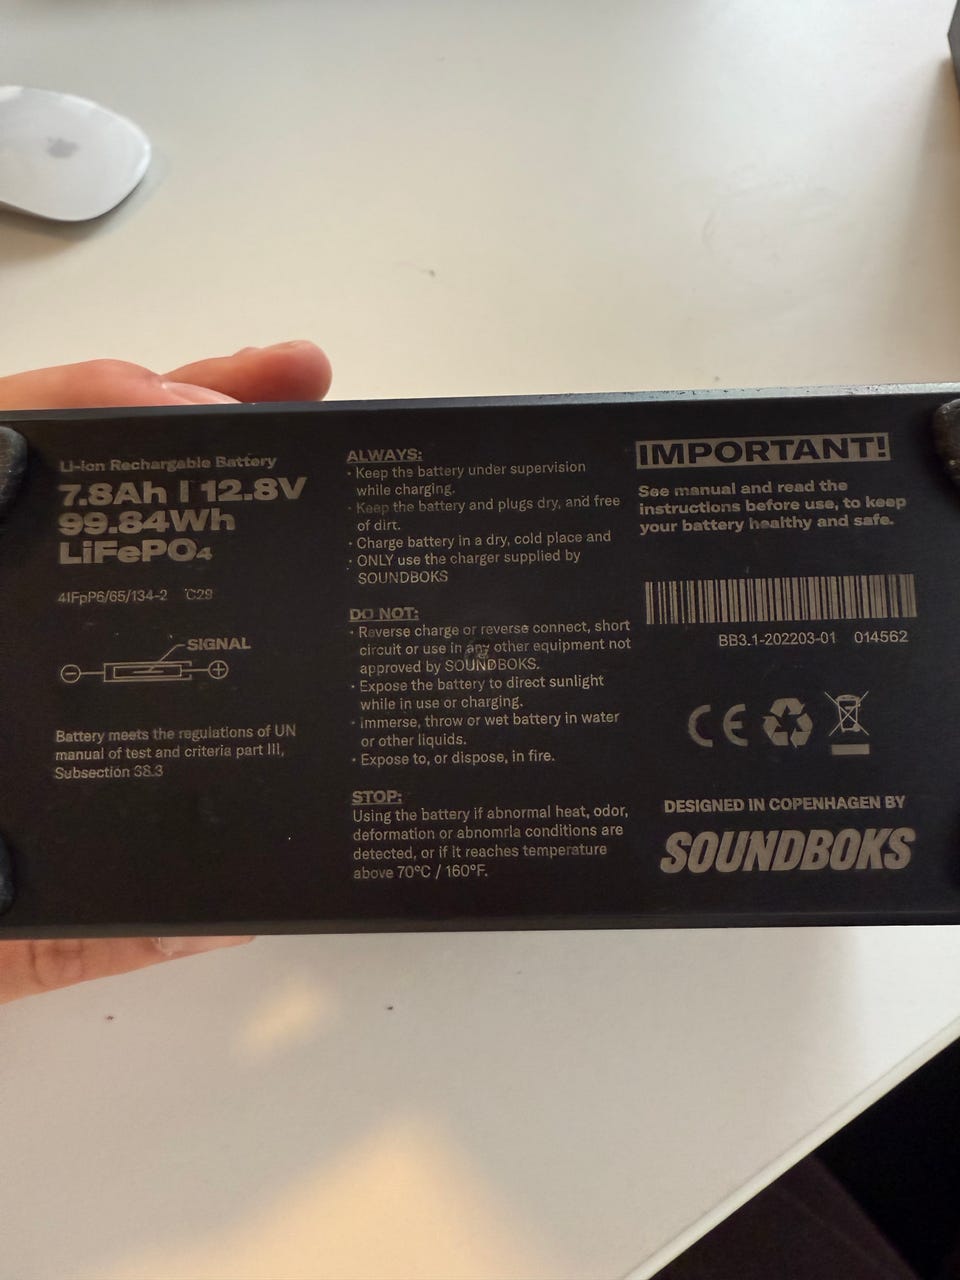 Li-ion Rechargable Battery
7.8Ah | 12.8V
99.84Wh
LiFePO₄
4IFpP6/65/134-2 C29
SIGNAL
Battery meets the regulations of UN
manual of test and criteria part III,
Subsection 38.3
ALWAYS:
· Keep the battery under supervision
while charging.
· Keep the battery and plugs dry, and free
of dirt.
· Charge battery in a dry, cold place and
· ONLY use the charger supplied by
SOUNDBOKS
DO NOT:
· Reverse charge or reverse connect, short
circuit or use in any other equipment not
approved by SOUNDBOKS.
· Expose the battery to direct sunlight
while in use or charging.
· Immerse, throw or wet battery in water
or other liquids.
· Expose to, or dispose, in fire.
STOP:
Using the battery if abnormal heat, odor,
deformation or abnomrla conditions are
detected, or if it reaches temperature
above 70°C / 160°F.
IMPORTANT!
See manual and read the
instructions before use, to keep
your battery healthy and safe.
BB3.1-202203-01 014562
CE
DESIGNED IN COPENHAGEN BY
SOUNDBOKS